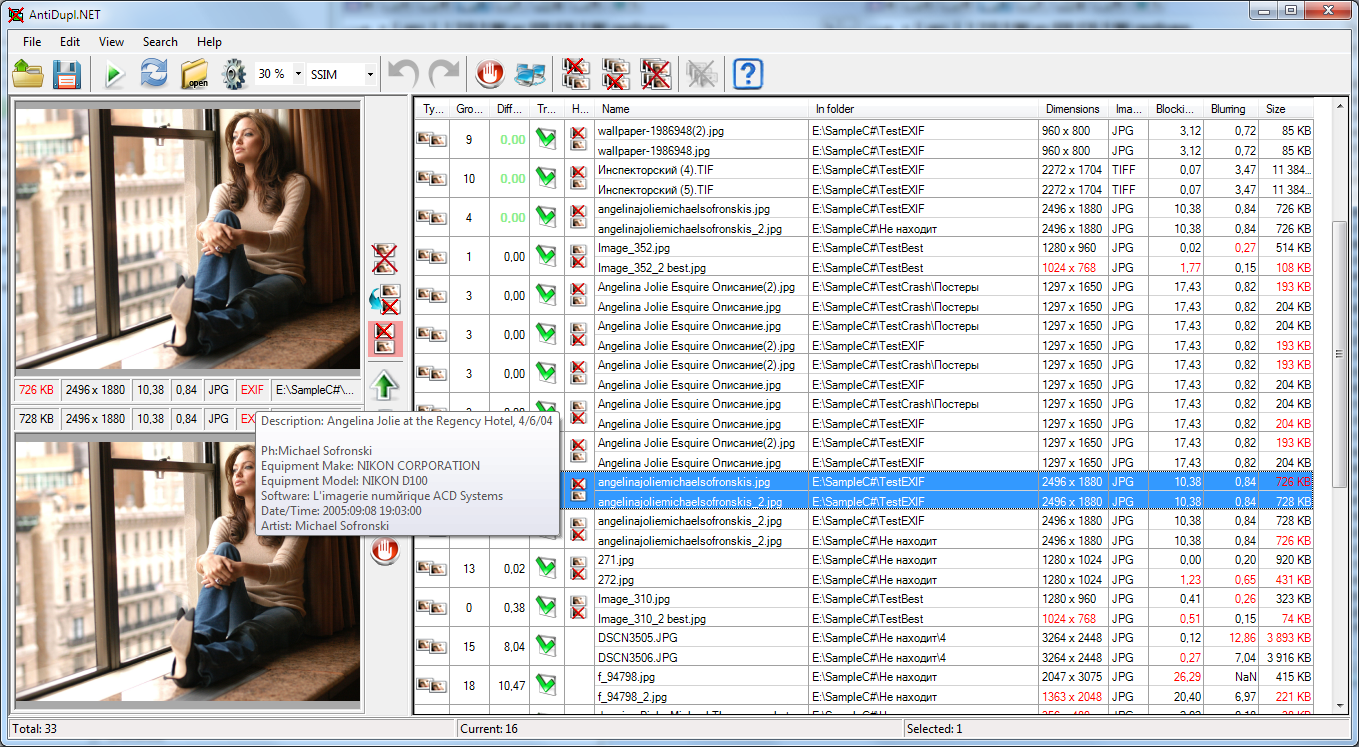 AntiDupl.NET
File Edit View Search Help
open 30 % SSIM
Ty... Gro... Diff... Tr... H... Name In folder Dimensions Ima... Blocki... Blurring Size
9 0,00 wallpaper-1986948(2).jpg E:\SampleC#\TestEXIF 960 x 800 JPG 3,12 0,72 85 KB
wallpaper-1986948.jpg E:\SampleC#\TestEXIF 960 x 800 JPG 3,12 0,72 85 KB
10 0,00 Инспекторский (4).TIF E:\SampleC#\TestEXIF 2272 x 1704 TIFF 0,07 3,47 11 384...
Инспекторский (5).TIF E:\SampleC#\TestEXIF 2272 x 1704 TIFF 0,07 3,47 11 384...
4 0,00 angelinajoliemichaelsofronskis.jpg E:\SampleC#\TestEXIF 2496 x 1880 JPG 10,38 0,84 726 KB
angelinajoliemichaelsofronskis_2.jpg E:\SampleC#\Не находит 2496 x 1880 JPG 10,38 0,84 726 KB
1 0,00 Image_352.jpg E:\SampleC#\TestBest 1280 x 960 JPG 0,02 0,27 514 KB
Image_352_2 best.jpg E:\SampleC#\TestBest 1024 x 768 JPG 1,77 0,15 108 KB
3 0,00 Angelina Jolie Esquire Описание(2).jpg E:\SampleC#\TestCrash\Постеры 1297 x 1650 JPG 17,43 0,82 193 KB
Angelina Jolie Esquire Описание.jpg E:\SampleC#\TestCrash\Постеры 1297 x 1650 JPG 17,43 0,82 204 KB
3 0,00 Angelina Jolie Esquire Описание.jpg E:\SampleC#\TestEXIF 1297 x 1650 JPG 17,43 0,82 204 KB
Angelina Jolie Esquire Описание(2).jpg E:\SampleC#\TestEXIF 1297 x 1650 JPG 17,43 0,82 193 KB
3 0,00 Angelina Jolie Esquire Описание(2).jpg E:\SampleC#\TestCrash\Постеры 1297 x 1650 JPG 17,43 0,82 193 KB
Angelina Jolie Esquire Описание.jpg E:\SampleC#\TestEXIF 1297 x 1650 JPG 17,43 0,82 204 KB
Angelina Jolie Esquire Описание.jpg E:\SampleC#\TestCrash\Постеры 1297 x 1650 JPG 17,43 0,82 204 KB
Angelina Jolie Esquire Описание.jpg E:\SampleC#\TestEXIF 1297 x 1650 JPG 17,43 0,82 204 KB
Angelina Jolie Esquire Описание(2).jpg E:\SampleC#\TestEXIF 1297 x 1650 JPG 17,43 0,82 193 KB
Angelina Jolie Esquire Описание.jpg E:\SampleC#\TestEXIF 1297 x 1650 JPG 17,43 0,82 204 KB
angelinajoliemichaelsofronskis.jpg E:\SampleC#\TestEXIF 2496 x 1880 JPG 10,38 0,84 726 KB
angelinajoliemichaelsofronskis_2.jpg E:\SampleC#\TestEXIF 2496 x 1880 JPG 10,38 0,84 728 KB
angelinajoliemichaelsofronskis_2.jpg E:\SampleC#\TestEXIF 2496 x 1880 JPG 10,38 0,84 728 KB
angelinajoliemichaelsofronskis_2.jpg E:\SampleC#\Не находит 2496 x 1880 JPG 10,38 0,84 726 KB
13 0,02 271.jpg E:\SampleC#\Не находит 1280 x 1024 JPG 0,00 0,20 920 KB
272.jpg E:\SampleC#\Не находит 1280 x 1024 JPG 1,23 0,65 431 KB
0 0,38 Image_310.jpg E:\SampleC#\TestBest 1280 x 960 JPG 0,41 0,26 323 KB
Image_310_2 best.jpg E:\SampleC#\TestBest 1024 x 768 JPG 0,51 0,15 74 KB
15 8,04 DSCN3505.JPG E:\SampleC#\Не находит\4 3264 x 2448 JPG 0,12 12,86 3 893 KB
DSCN3506.JPG E:\SampleC#\Не находит\4 3264 x 2448 JPG 0,27 7,04 3 916 KB
18 10,47 f_94798.jpg E:\SampleC#\Не находит 2047 x 3075 JPG 26,29 NaN 415 KB
f_94798_2.jpg E:\SampleC#\Не находит 1363 x 2048 JPG 20,40 6,97 221 KB
726 KB 2496 x 1880 10,38 0,84 JPG EXIF E:\SampleC#\...
728 KB 2496 x 1880 10,38 0,84 JPG
Description: Angelina Jolie at the Regency Hotel, 4/6/04
Ph:Michael Sofronski
Equipment Make: NIKON CORPORATION
Equipment Model: NIKON D100
Software: L'imagerie numйrique ACD Systems
Date/Time: 2005:09:08 19:03:00
Artist: Michael Sofronski
Total: 33 Current: 16 Selected: 1